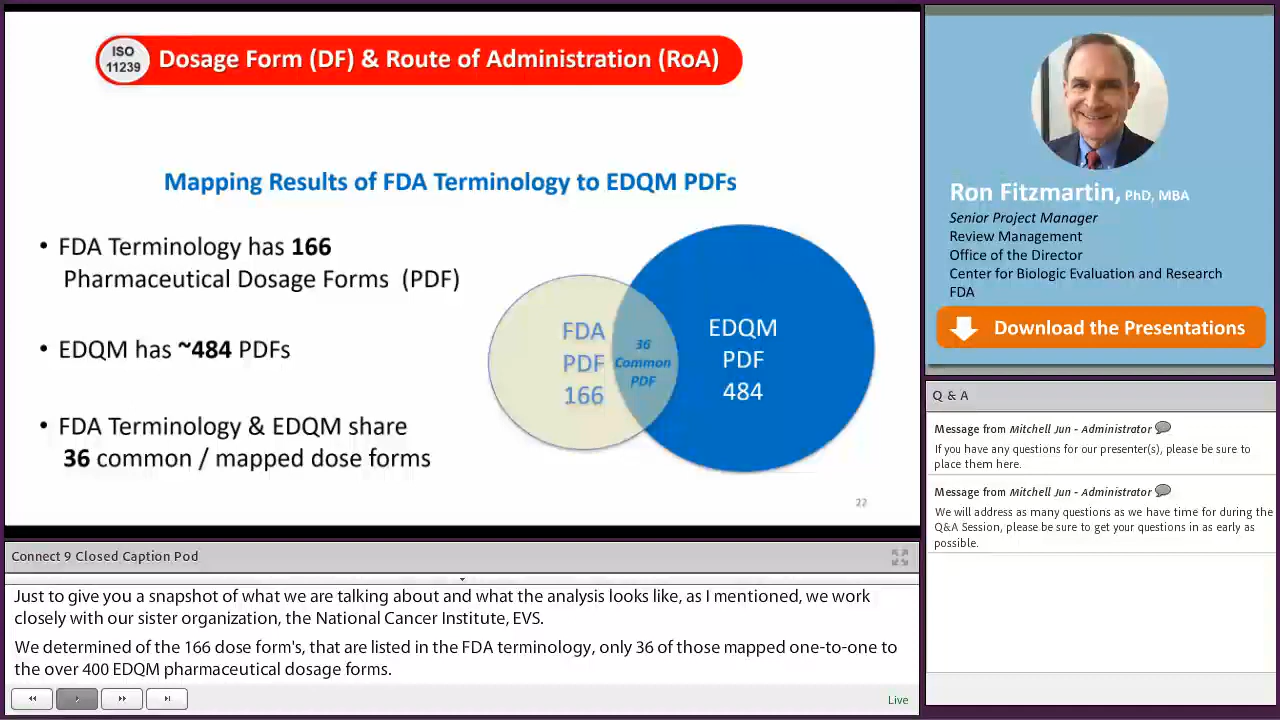 ISO
11239
Dosage Form (DF) & Route of Administration (RoA)
Mapping Results of FDA Terminology to EDQM PDFs
• FDA Terminology has 166
Pharmaceutical Dosage Forms (PDF)
• EDQM has ~484 PDFs
• FDA Terminology & EDQM share
36 common / mapped dose forms
FDA
PDF
166
36
Common
PDF
EDQM
PDF
484
22
Ron Fitzmartin, PhD, MBA
Senior Project Manager
Review Management
Office of the Director
Center for Biologic Evaluation and Research
FDA
Download the Presentations
Q & A
Message from Mitchell Jun - Administrator
If you have any questions for our presenter(s), please be sure to
place them here.
Message from Mitchell Jun - Administrator
We will address as many questions as we have time for during the
Q&A Session, please be sure to get your questions in as early as
possible.
Connect 9 Closed Caption Pod
Just to give you a snapshot of what we are talking about and what the analysis looks like, as I mentioned, we work
closely with our sister organization, the National Cancer Institute, EVS.
We determined of the 166 dose form's, that are listed in the FDA terminology, only 36 of those mapped one-to-one to
the over 400 EDQM pharmaceutical dosage forms.
Live